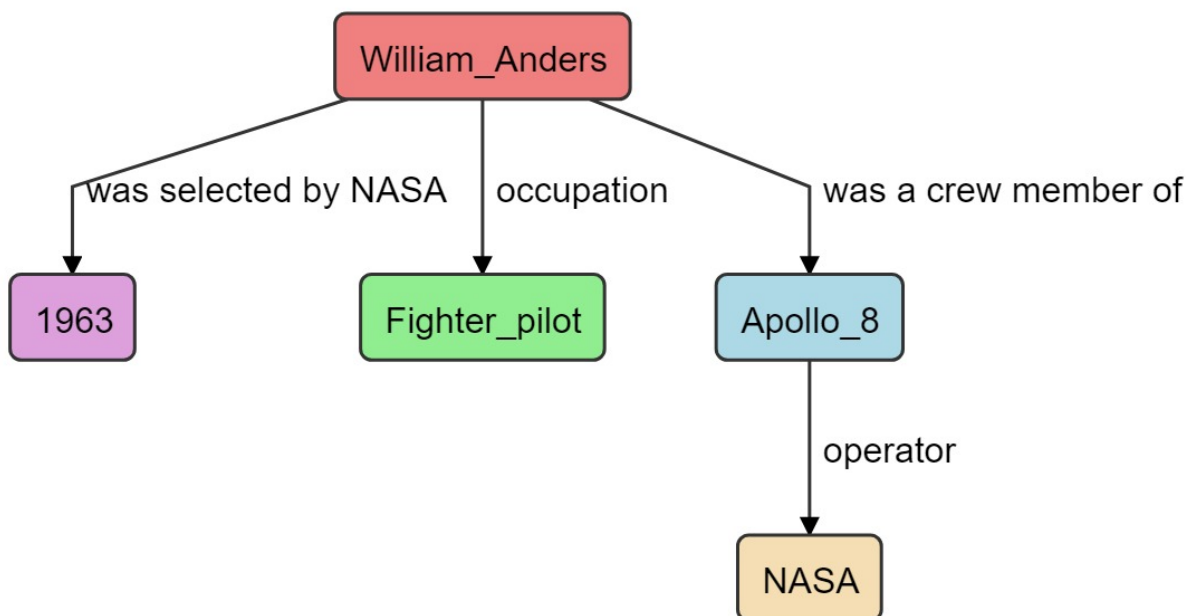 William_Anders
was selected by NASA
occupation
was a crew member of
1963
Fighter_pilot
Apollo_8
operator
NASA